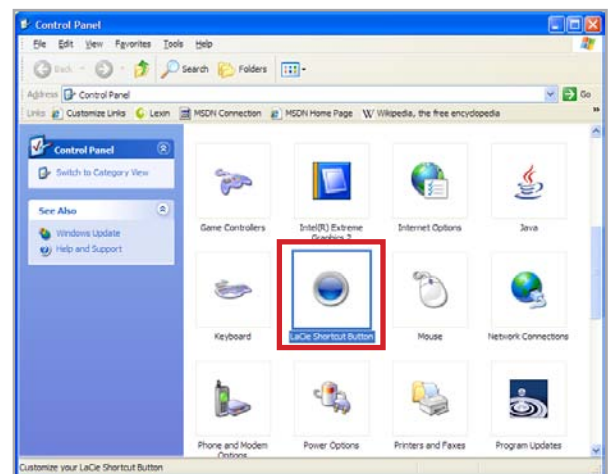 Control Panel
File Edit View Favorites Tools Help
Back Search Folders
Address Control Panel Go
Links Customize Links Lexin MSDN Connection MSDN Home Page Wikipedia, the free encyclopedia
Control Panel
Switch to Category View
See Also
Windows Update
Help and Support
Game Controllers
Intel(R) Extreme
Graphics 2
Internet Options
Java
Keyboard
LaCie Shortcut Button
Mouse
Network Connections
Phone and Modem
Options
Power Options
Printers and Faxes
Program Updates
Customize your LaCie Shortcut Button